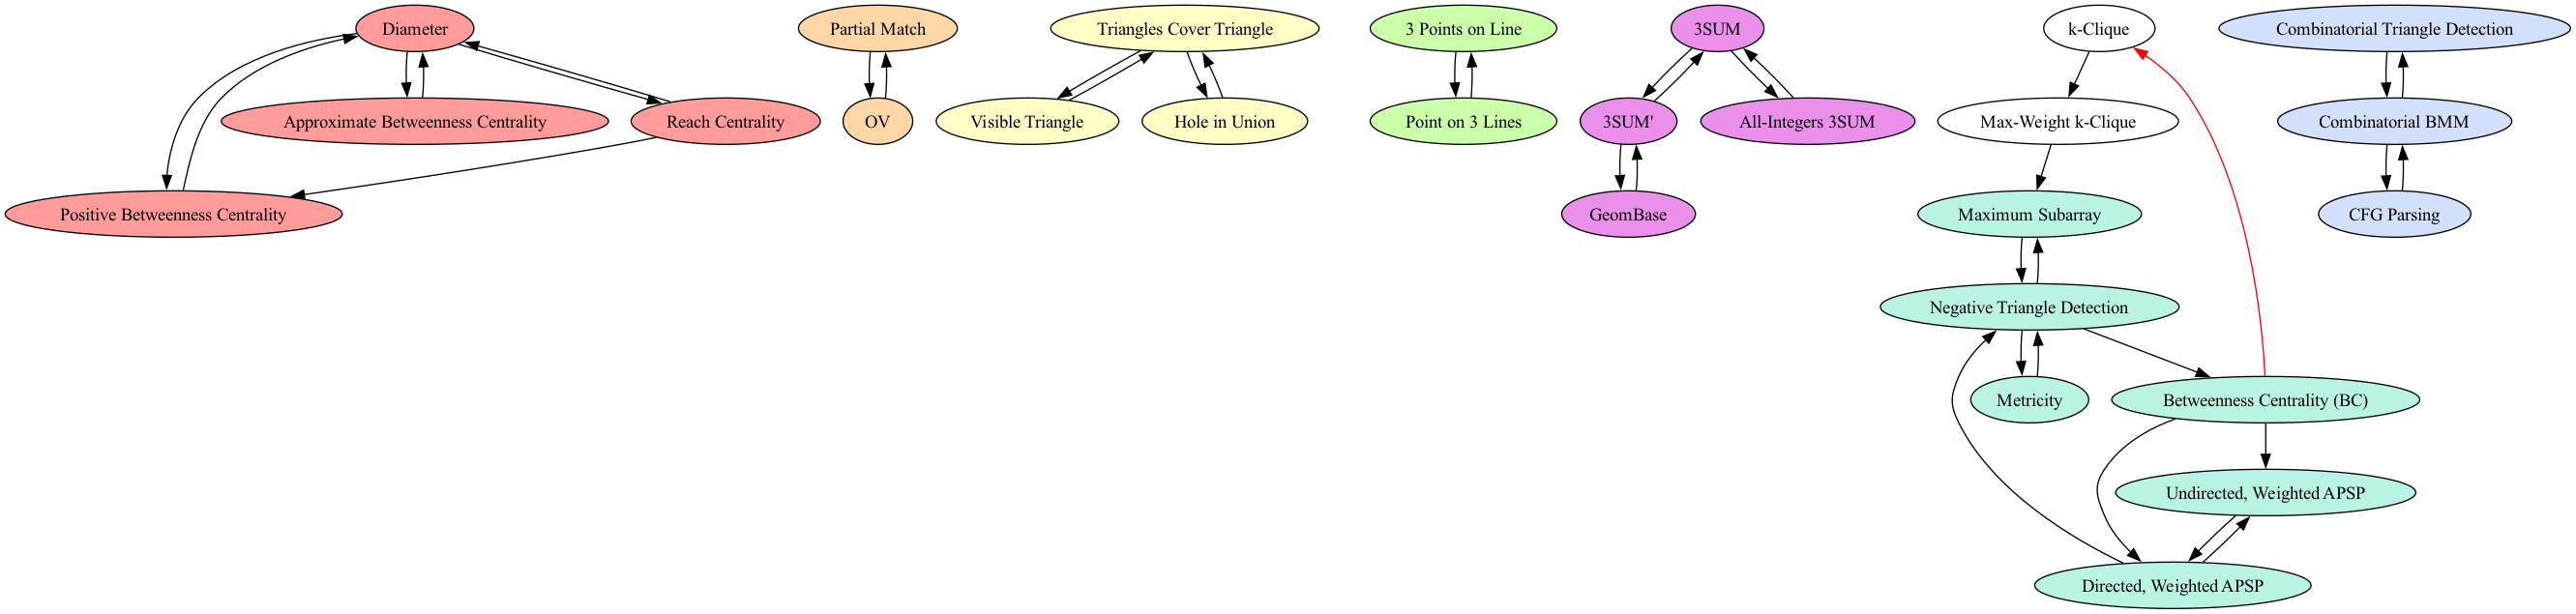 Diameter
Partial Match
Triangles Cover Triangle
3 Points on Line
3SUM
k-Clique
Combinatorial Triangle Detection
Approximate Betweenness Centrality
Reach Centrality
OV
Visible Triangle
Hole in Union
Point on 3 Lines
3SUM'
All-Integers 3SUM
Max-Weight k-Clique
Combinatorial BMM
Positive Betweenness Centrality
GeomBase
Maximum Subarray
CFG Parsing
Negative Triangle Detection
Metricity
Betweenness Centrality (BC)
Undirected, Weighted APSP
Directed, Weighted APSP